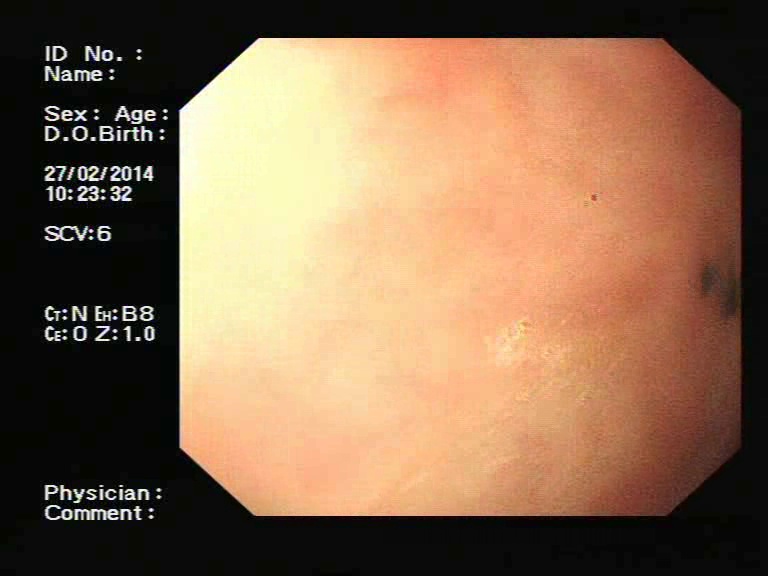 ID No. :
Name:
Sex: Age:
D.O.Birth:
27/02/2014
10:23:32
SCV:6
CT:N EH:B8
CE:0 Z:1.0
Physician:
Comment: